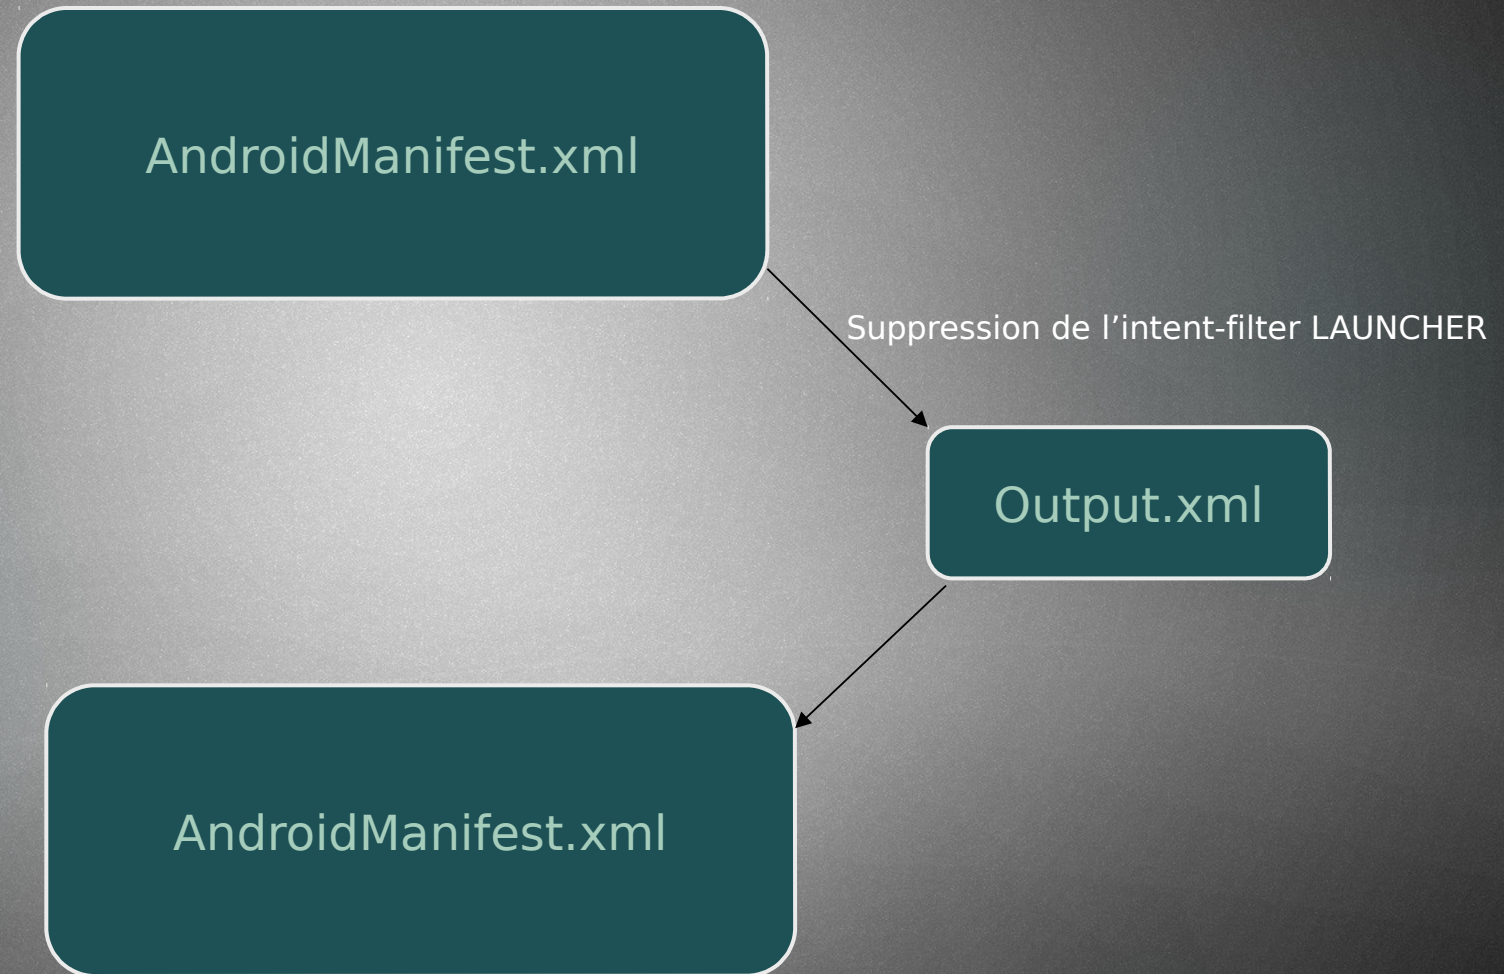 AndroidManifest.xml
Suppression de l’intent-filter LAUNCHER
Output.xml
AndroidManifest.xml